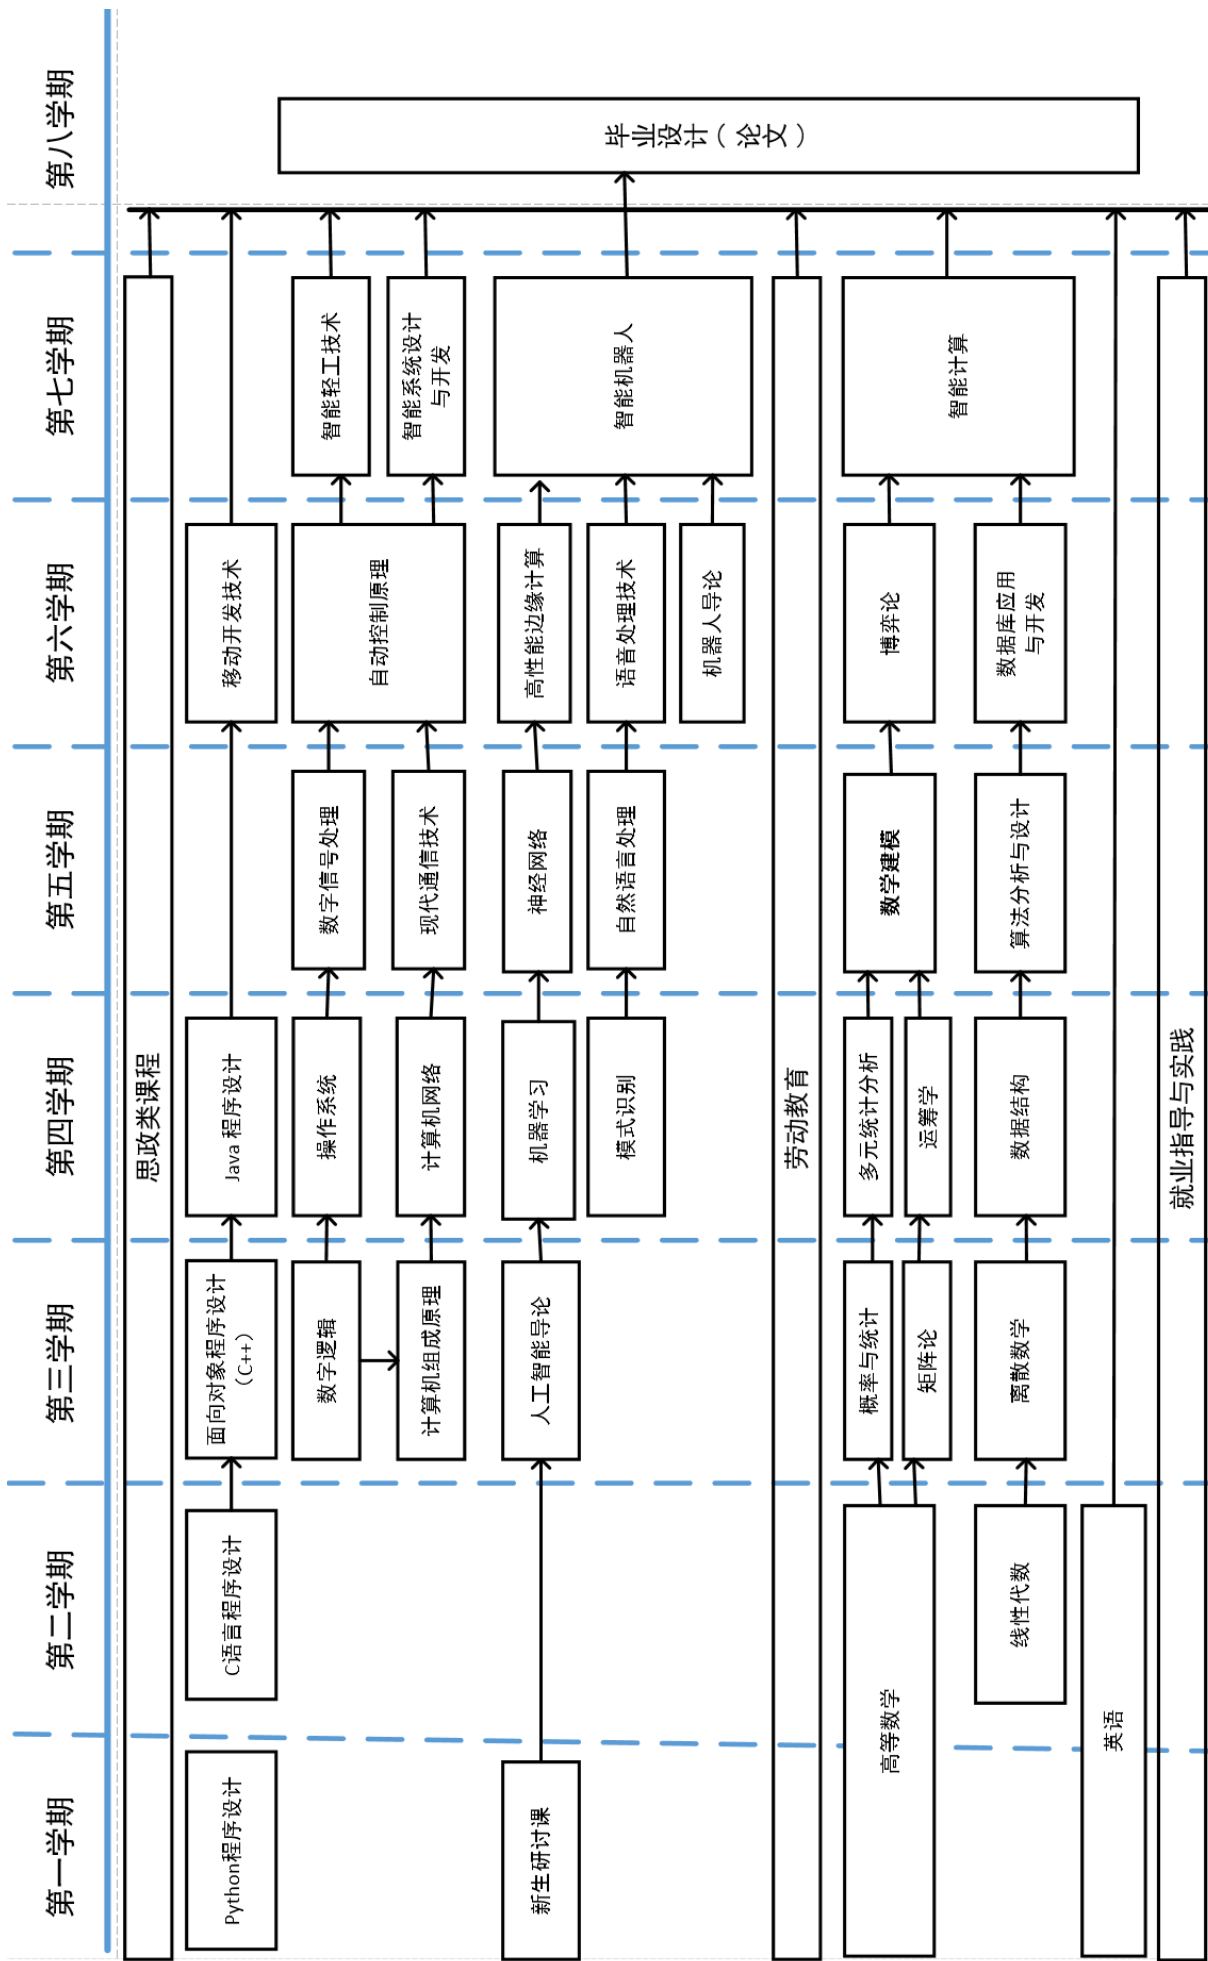 第一学期
第二学期
第三学期
第四学期
第五学期
第六学期
第七学期
第八学期
思政类课程
Python程序设计
C语言程序设计
面向对象程序设计
（C++）
Java 程序设计
移动开发技术
数字逻辑
操作系统
数字信号处理
自动控制原理
智能轻工技术
计算机组成原理
计算机网络
现代通信技术
智能系统设计
与开发
新生研讨课
人工智能导论
机器学习
神经网络
高性能边缘计算
智能机器人
模式识别
自然语言处理
语音处理技术
机器人导论
毕业设计（论文）
劳动教育
高等数学
概率与统计
多元统计分析
数学建模
博弈论
智能计算
矩阵论
运筹学
线性代数
离散数学
数据结构
算法分析与设计
数据库应用
与开发
英语
就业指导与实践